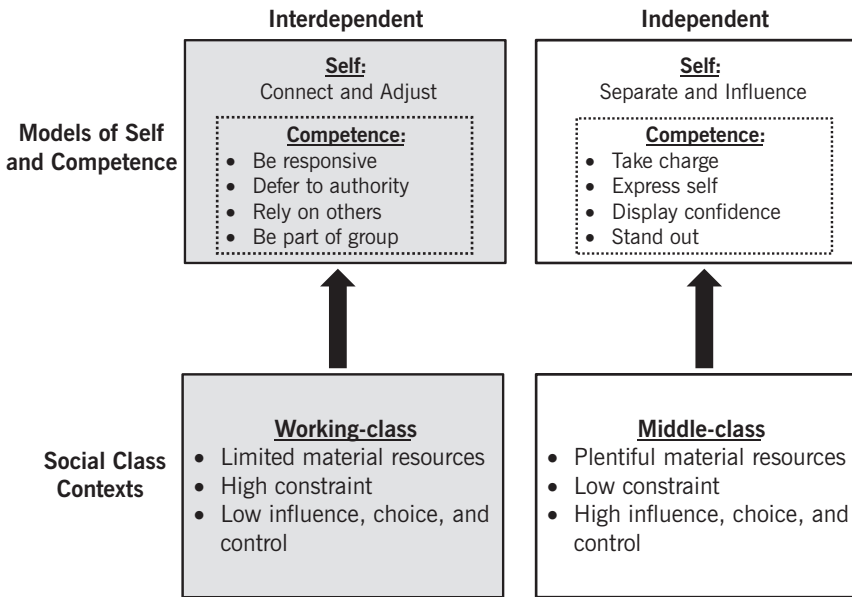 Interdependent
Independent
Models of Self
and Competence
Self:
Connect and Adjust
Competence:
• Be responsive
• Defer to authority
• Rely on others
• Be part of group
Self:
Separate and Influence
Competence:
• Take charge
• Express self
• Display confidence
• Stand out
Social Class
Contexts
Working-class
• Limited material resources
• High constraint
• Low influence, choice, and
control
Middle-class
• Plentiful material resources
• Low constraint
• High influence, choice, and
control